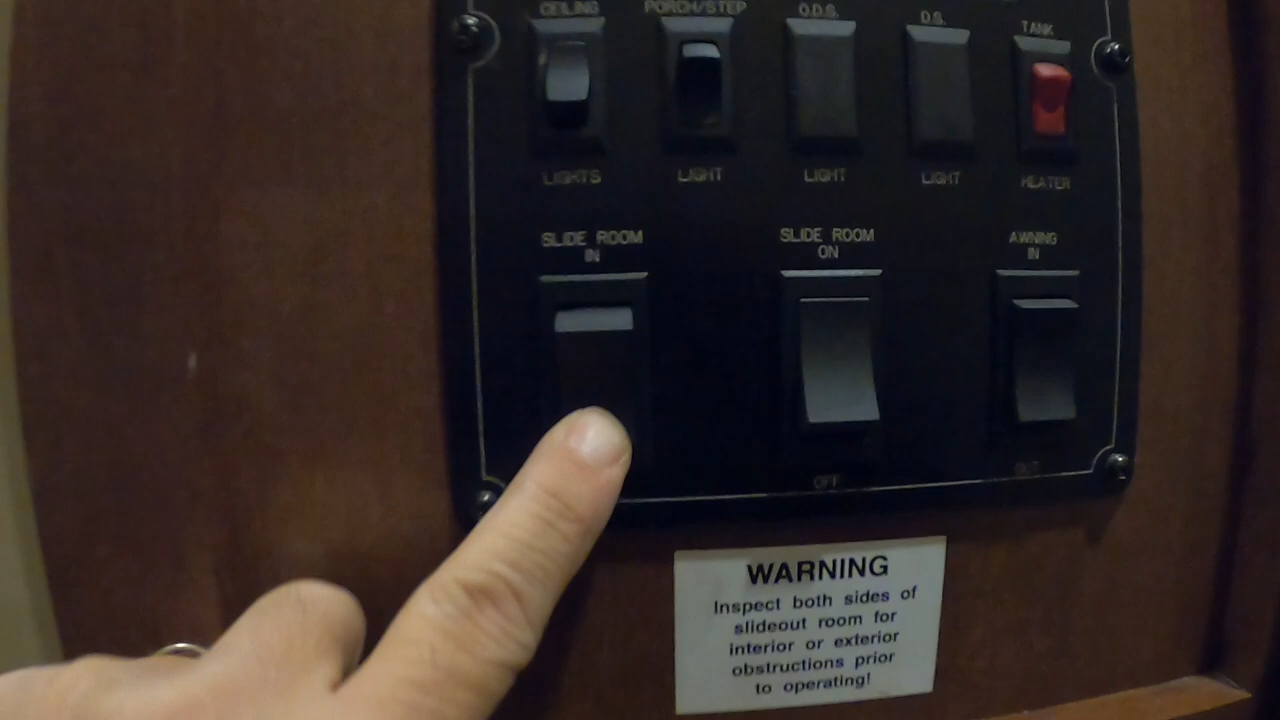 CEILING PORCH/STEP O.D.S. D.S. TANK
LIGHTS LIGHT LIGHT LIGHT HEATER
SLIDE ROOM SLIDE ROOM AWNING
IN ON IN
OFF OUT
WARNING
Inspect both sides of
slideout room for
interior or exterior
obstructions prior
to operating!